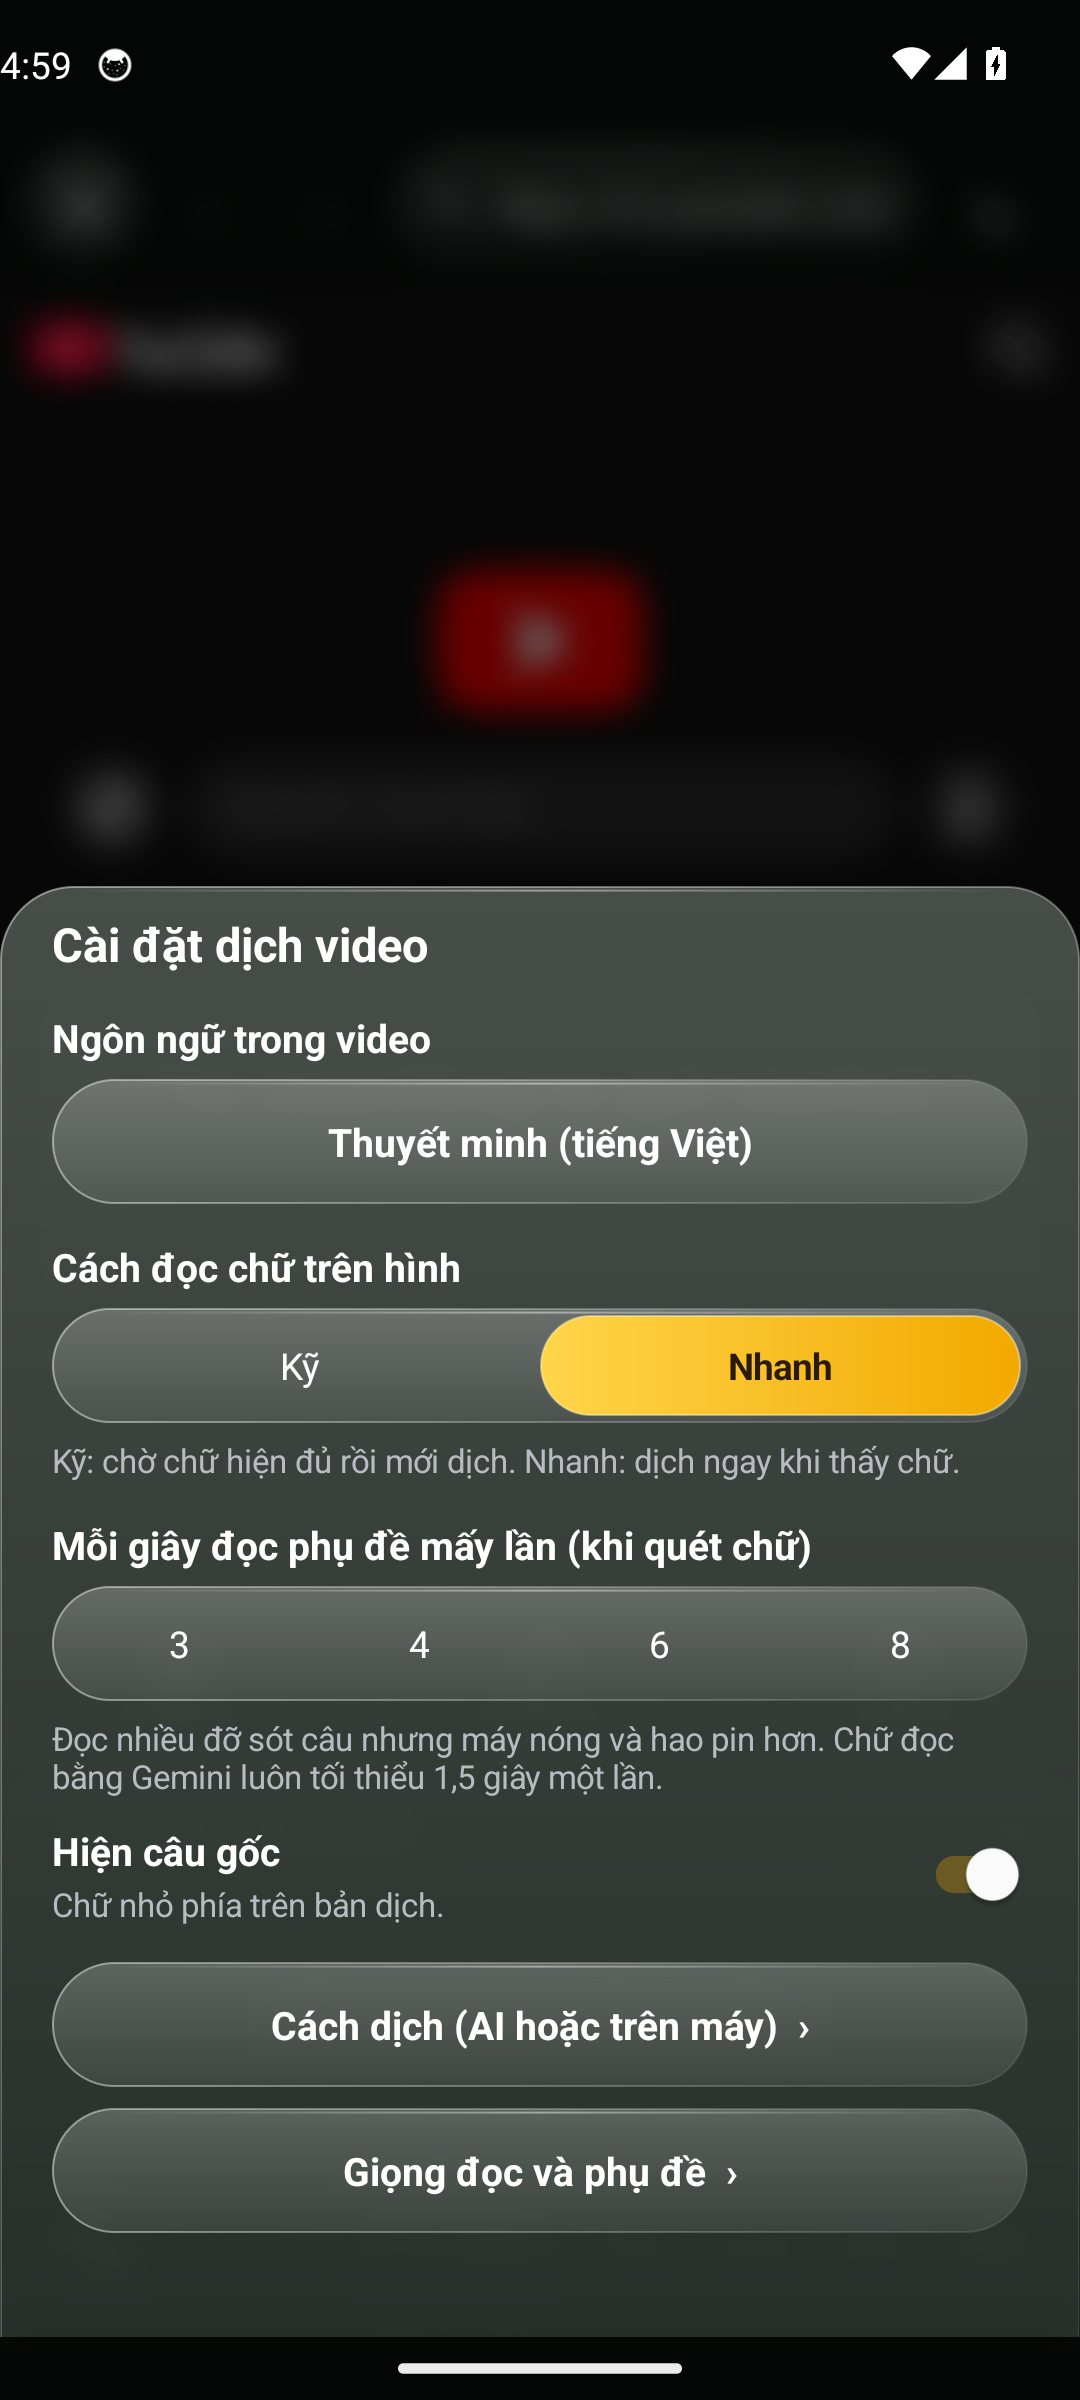 4:59
Cài đặt dịch video
Ngôn ngữ trong video
Thuyết minh (tiếng Việt)
Cách đọc chữ trên hình
Kỹ
Nhanh
Kỹ: chờ chữ hiện đủ rồi mới dịch. Nhanh: dịch ngay khi thấy chữ.
Mỗi giây đọc phụ đề mấy lần (khi quét chữ)
3 4 6 8
Đọc nhiều đỡ sót câu nhưng máy nóng và hao pin hơn. Chữ đọc
bằng Gemini luôn tối thiểu 1,5 giây một lần.
Hiện câu gốc
Chữ nhỏ phía trên bản dịch.
Cách dịch (AI hoặc trên máy) ›
Giọng đọc và phụ đề ›